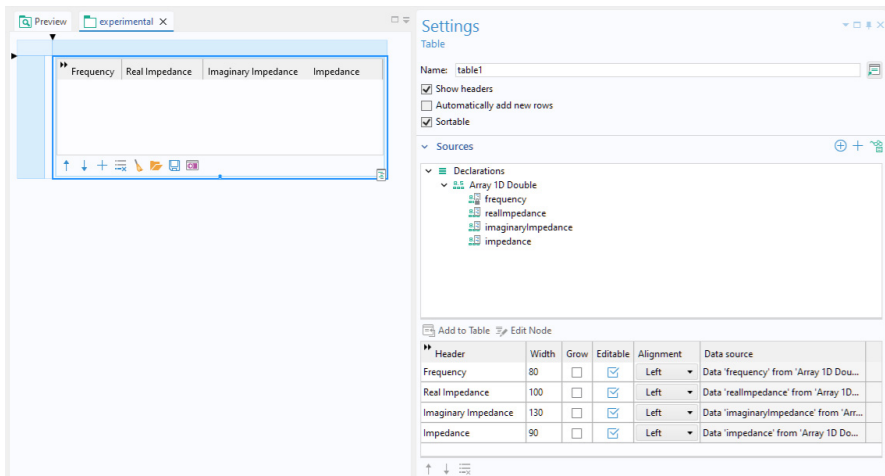 Preview
experimental
Frequency Real Impedance Imaginary Impedance Impedance
Settings
Table
Name: table1
Show headers
Automatically add new rows
Sortable
Sources
Declarations
Array 1D Double
frequency
realImpedance
imaginaryImpedance
impedance
Add to Table Edit Node
Header Width Grow Editable Alignment Data source
Frequency 80 Left Data 'frequency' from 'Array 1D Dou...
Real Impedance 100 Left Data 'realImpedance' from 'Array 1D...
Imaginary Impedance 130 Left Data 'imaginaryImpedance' from 'Arr...
Impedance 90 Left Data 'impedance' from 'Array 1D Do...